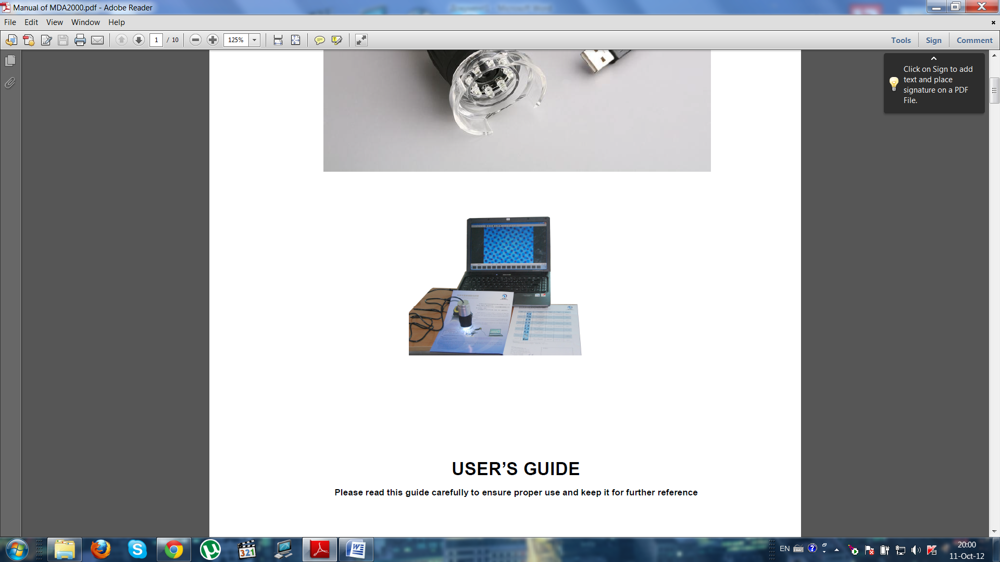 Manual of MDA2000.pdf - Adobe Reader
File Edit View Window Help
1 / 10 125% Tools Sign Comment
Click on Sign to add
text and place
signature on a PDF
File.
USER’S GUIDE
Please read this guide carefully to ensure proper use and keep it for further reference
321
EN
20:00
11-Oct-12